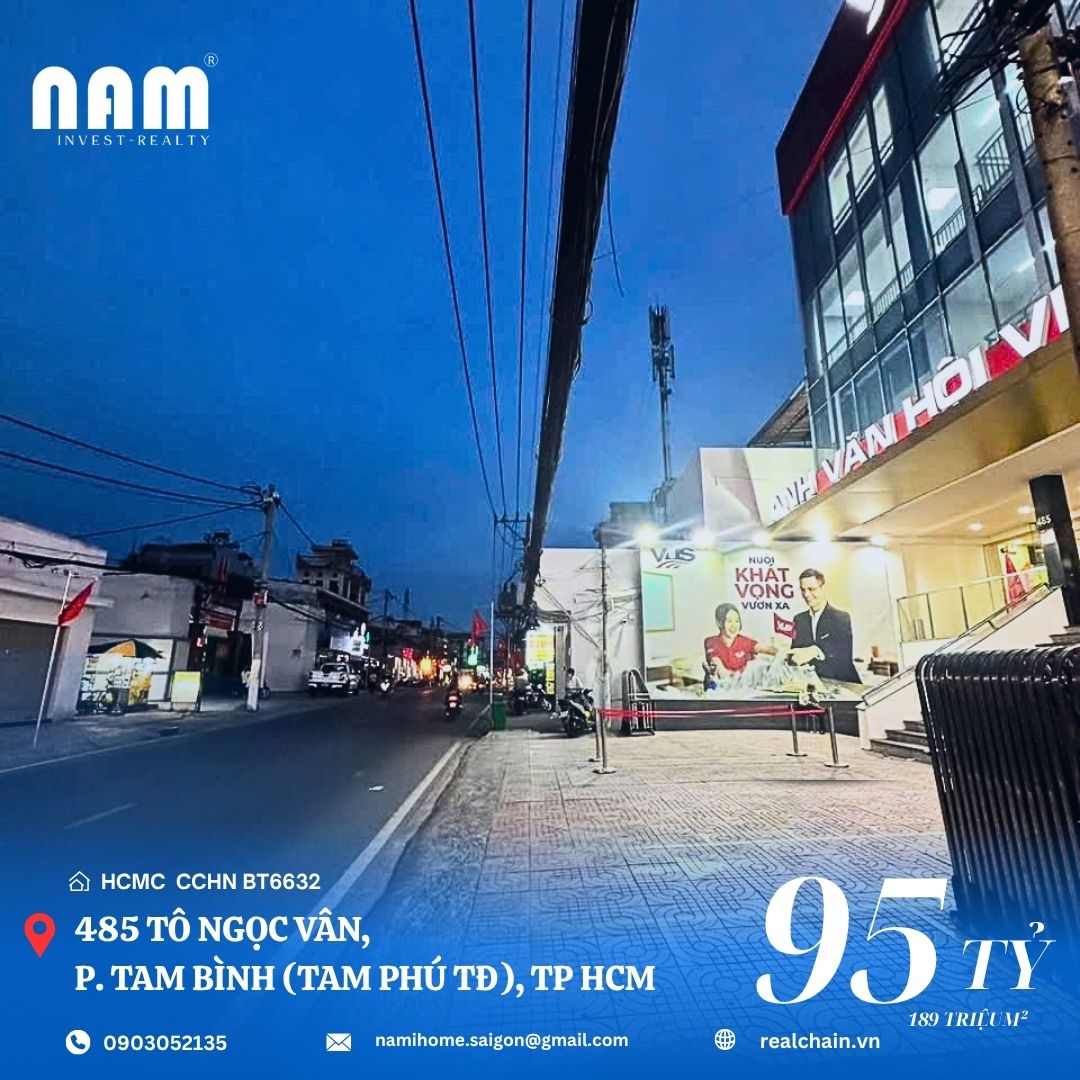 NAM®
INVEST-REALTY
ANH VĂN HỘI VI
485
VUS
NUÔI
KHÁT
VỌNG
VƯƠN XA
HCMC CCHN BT6632
485 TÔ NGỌC VÂN,
P. TAM BÌNH (TAM PHÚ TĐ), TP HCM
95 TỶ
189 TRIỆUM²
0903052135
namihome.saigon@gmail.com
realchain.vn